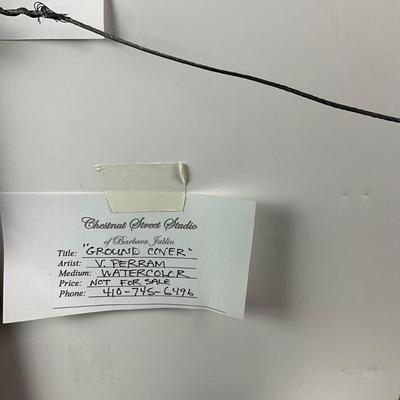 Chestnut Street Studio
of Barbara Jablin
Title: "GROUND COVER"
Artist: V. PERRAM
Medium: WATERCOLOR
Price: NOT FOR SALE
Phone: 410-745-6496